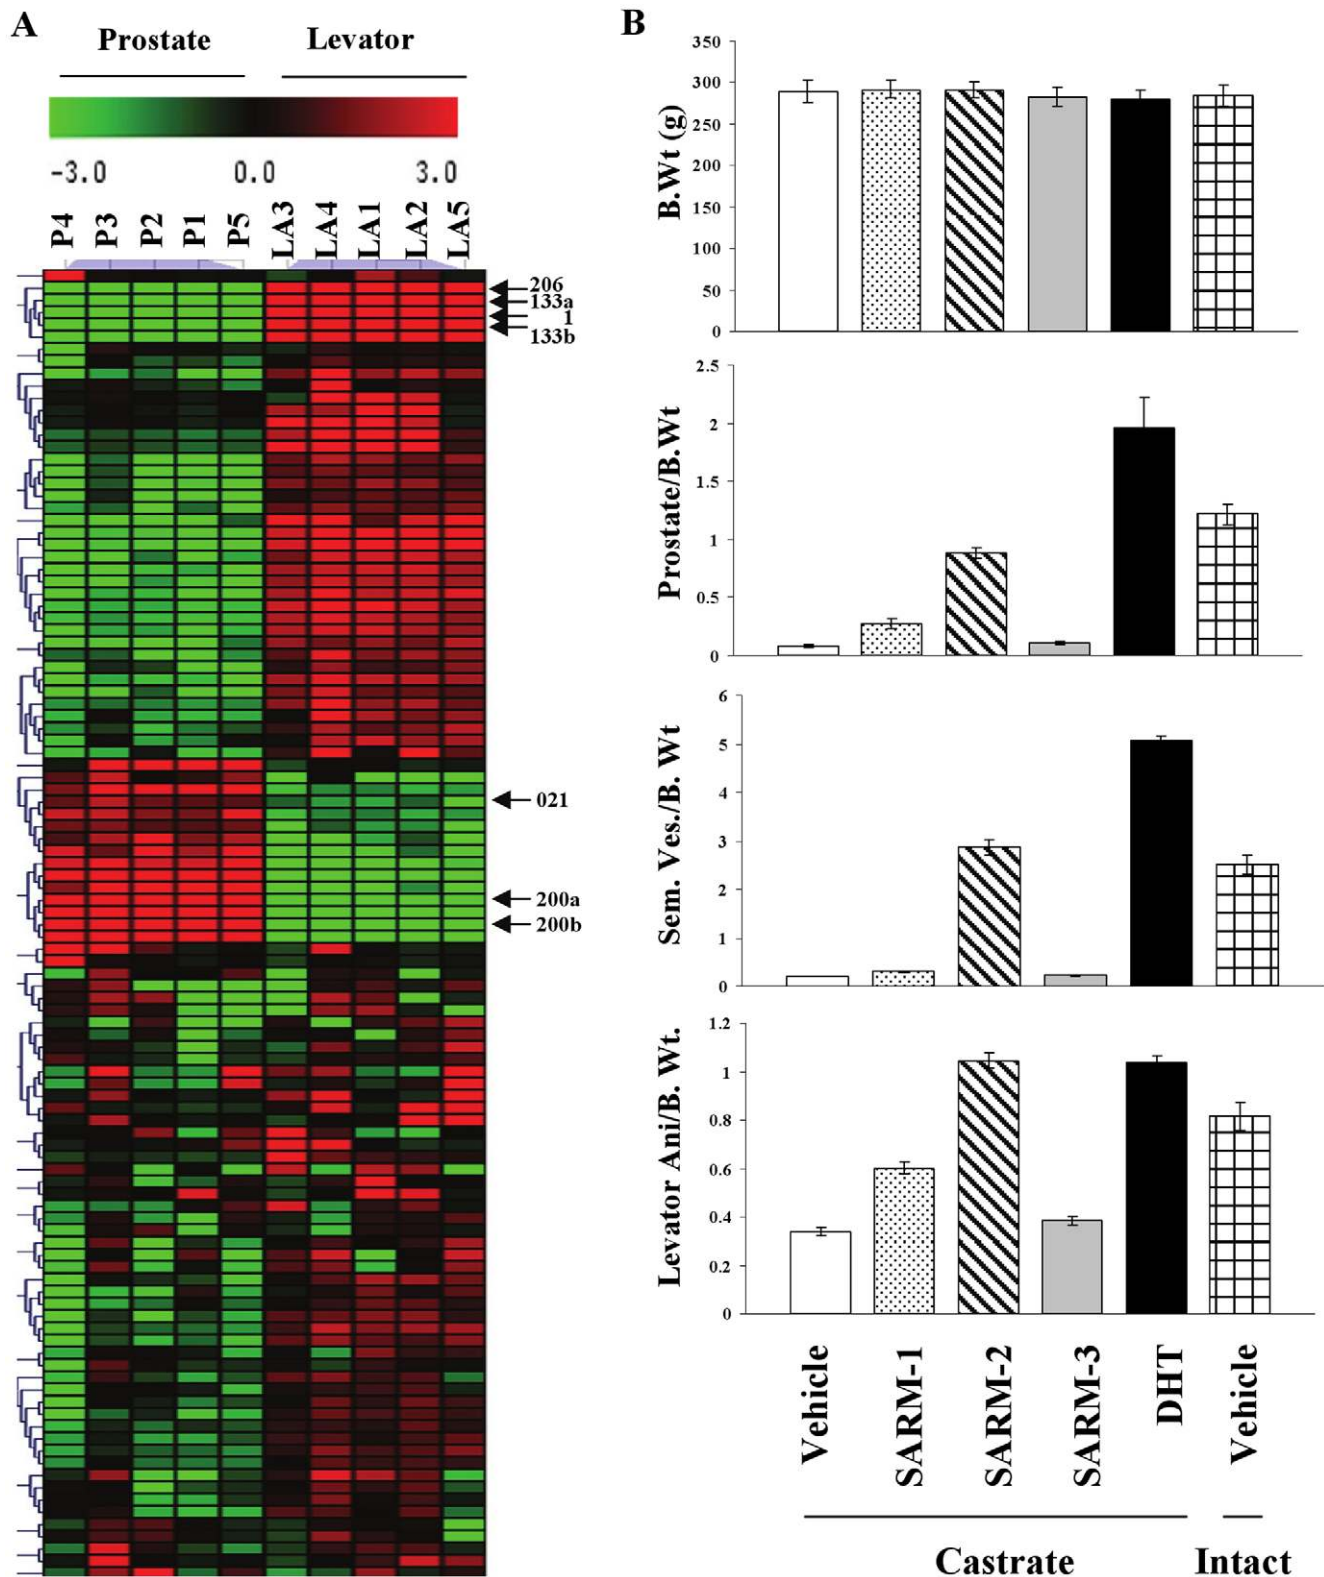 A
Prostate Levator
-3.0 0.0 3.0
P4 P3 P2 P1 P5 LA3 LA4 LA1 LA2 LA5
206
133a
1
133b
021
200a
200b
B
B.Wt (g)
350
300
250
200
150
100
50
0
Prostate/B.Wt
2.5
2
1.5
1
0.5
0
Sem. Ves./B. Wt
6
5
4
3
2
1
0
Levator Ani/B. Wt.
1.2
1
0.8
0.6
0.4
0.2
0
Vehicle SARM-1 SARM-2 SARM-3 DHT Vehicle
Castrate Intact